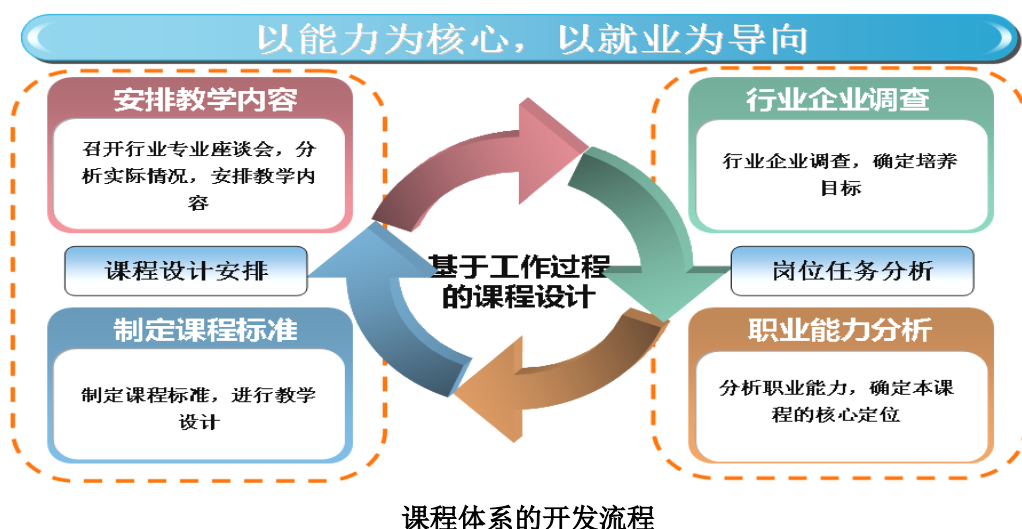 以能力为核心，以就业为导向
安排教学内容
召开行业专业座谈会，分
析实际情况，安排教学内
容
课程设计安排
制定课程标准
制定课程标准，进行教学
设计
基于工作过程
的课程设计
行业企业调查
行业企业调查，确定培养
目标
岗位任务分析
职业能力分析
分析职业能力，确定本课
程的核心定位
课程体系的开发流程